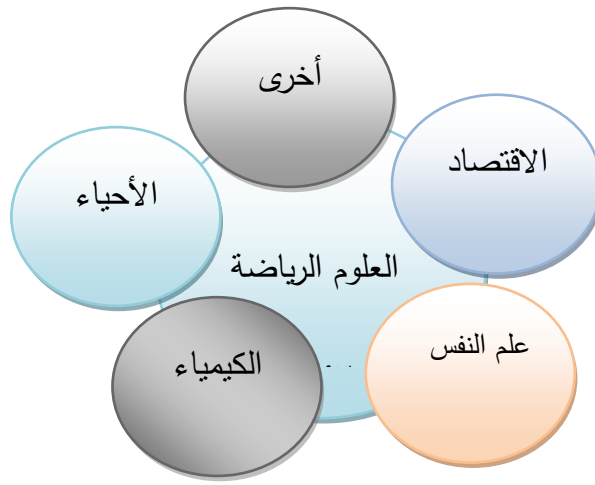 أخرى
الاقتصاد
الأحياء
العلوم الرياضة
علم النفس
الكيمياء